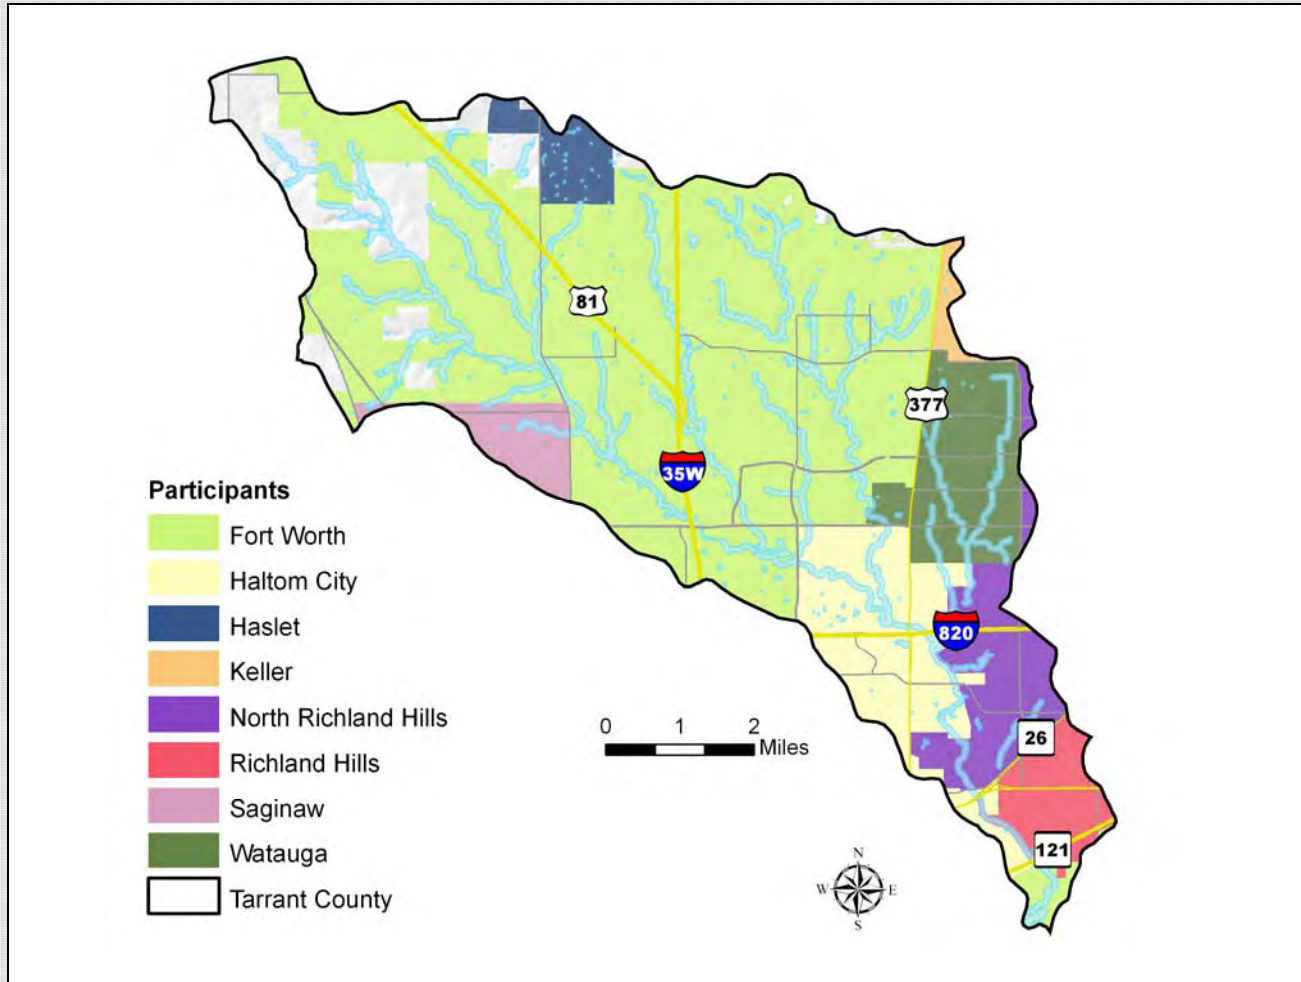 81
377
35W
820
26
121
Participants
Fort Worth
Haltom City
Haslet
Keller
North Richland Hills
Richland Hills
Saginaw
Watauga
Tarrant County
0 1 2
Miles
N
W E
S